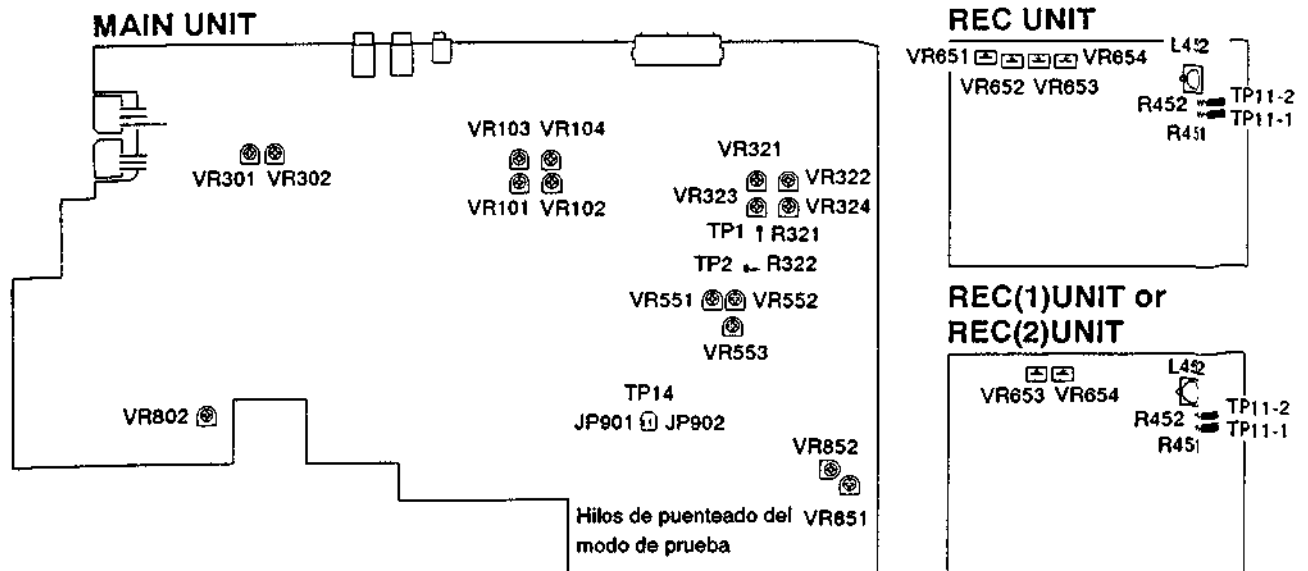 MAIN UNIT
VR103 VR104
VR301 VR302
VR101 VR102
VR321
VR322
VR323
VR324
TP1 R321
TP2 R322
VR551 VR552
VR553
TP14
JP901 JP902
VR802
VR852
VR851
Hilos de puenteado del
modo de prueba
REC UNIT
L452
VR651 VR654
VR652 VR653
R452 TP11-2
TP11-1
R451
REC(1)UNIT or
REC(2)UNIT
L452
VR653 VR654
R452 TP11-2
TP11-1
R451